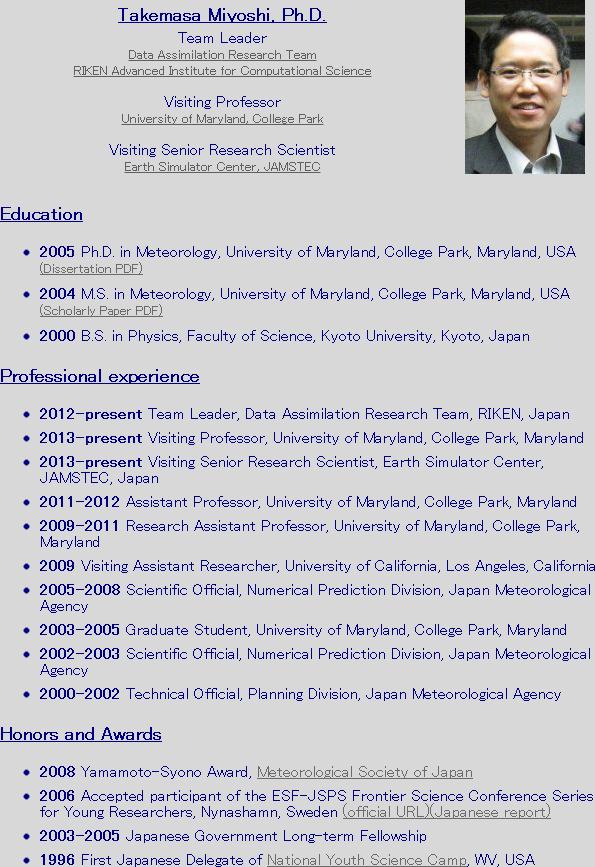 Takemasa Miyoshi, Ph.D.
Team Leader
Data Assimilation Research Team
RIKEN Advanced Institute for Computational Science
Visiting Professor
University of Maryland, College Park
Visiting Senior Research Scientist
Earth Simulator Center, JAMSTEC
Education
2005 Ph.D. in Meteorology, University of Maryland, College Park, Maryland, USA
(Dissertation PDF)
2004 M.S. in Meteorology, University of Maryland, College Park, Maryland, USA
(Scholarly Paper PDF)
2000 B.S. in Physics, Faculty of Science, Kyoto University, Kyoto, Japan
Professional experience
2012-present Team Leader, Data Assimilation Research Team, RIKEN, Japan
2013-present Visiting Professor, University of Maryland, College Park, Maryland
2013-present Visiting Senior Research Scientist, Earth Simulator Center,
JAMSTEC, Japan
2011-2012 Assistant Professor, University of Maryland, College Park, Maryland
2009-2011 Research Assistant Professor, University of Maryland, College Park,
Maryland
2009 Visiting Assistant Researcher, University of California, Los Angeles, California
2005-2008 Scientific Official, Numerical Prediction Division, Japan Meteorological
Agency
2003-2005 Graduate Student, University of Maryland, College Park, Maryland
2002-2003 Scientific Official, Numerical Prediction Division, Japan Meteorological
Agency
2000-2002 Technical Official, Planning Division, Japan Meteorological Agency
Honors and Awards
2008 Yamamoto-Syono Award, Meteorological Society of Japan
2006 Accepted participant of the ESF-JSPS Frontier Science Conference Series
for Young Researchers, Nynashamn, Sweden (official URL)(Japanese report)
2003-2005 Japanese Government Long-term Fellowship
1996 First Japanese Delegate of National Youth Science Camp, WV, USA